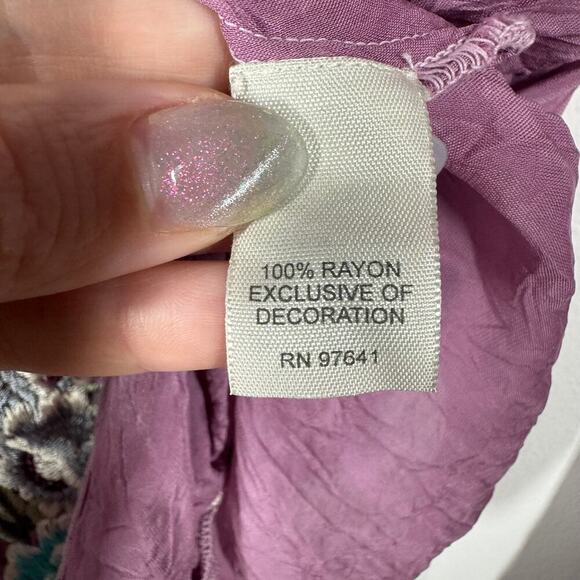 100% RAYON
EXCLUSIVE OF
DECORATION
RN 97641